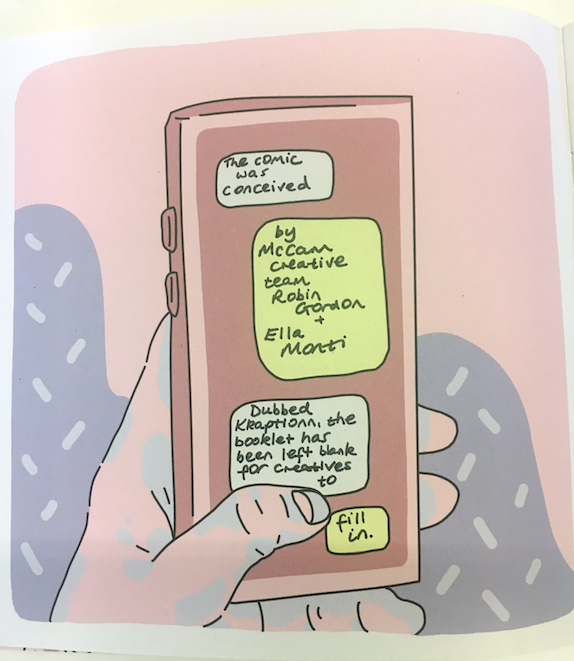 The comic
was
conceived
by
McCann
creative
team
Robin
Gordon
+
Ella
Monti
Dubbed
Kkaptionn, the
booklet has
been left blank
for creatives
to
fill
in.